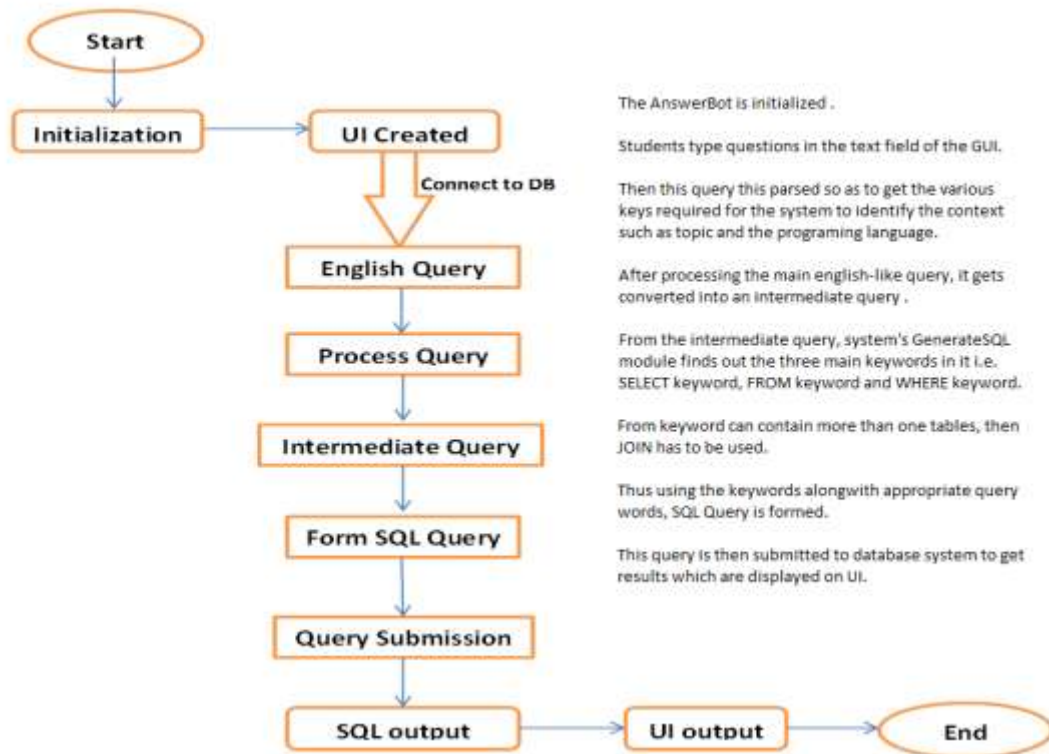 Start
Initialization
UI Created
Connect to DB
English Query
Process Query
Intermediate Query
Form SQL Query
Query Submission
SQL output
UI output
End
The AnswerBot is initialized .
Students type questions in the text field of the GUI.
Then this query this parsed so as to get the various
keys required for the system to identify the context
such as topic and the programing language.
After processing the main english-like query, it gets
converted into an intermediate query .
From the intermediate query, system's GenerateSQL
module finds out the three main keywords in it i.e.
SELECT keyword, FROM keyword and WHERE keyword.
From keyword can contain more than one tables, then
JOIN has to be used.
Thus using the keywords alongwith appropriate query
words, SQL Query is formed.
This query is then submitted to database system to get
results which are displayed on UI.